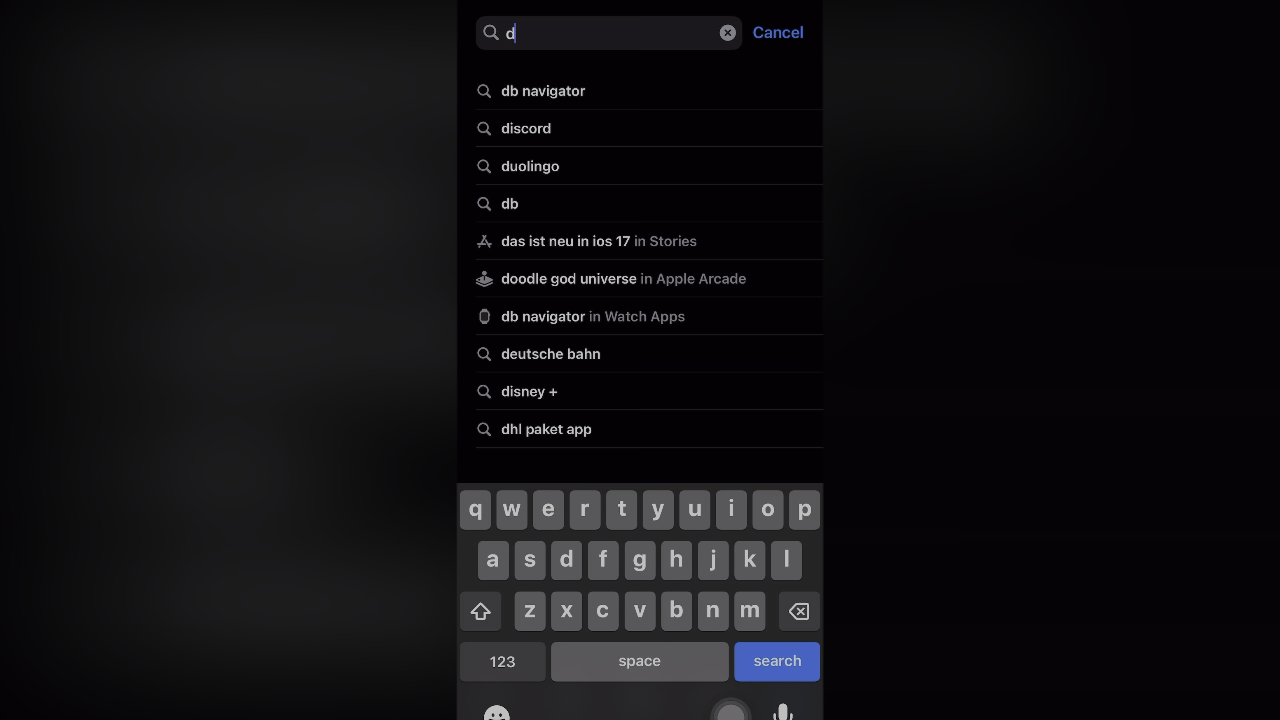 d Cancel
db navigator
discord
duolingo
db
das ist neu in ios 17 in Stories
doodle god universe in Apple Arcade
db navigator in Watch Apps
deutsche bahn
disney +
dhl paket app
q w e r t y u i o p
a s d f g h j k l
z x c v b n m
123 space search